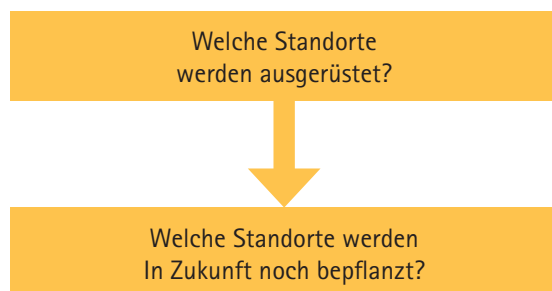 Welche Standorte
werden ausgerüstet?
Welche Standorte werden
In Zukunft noch bepflanzt?